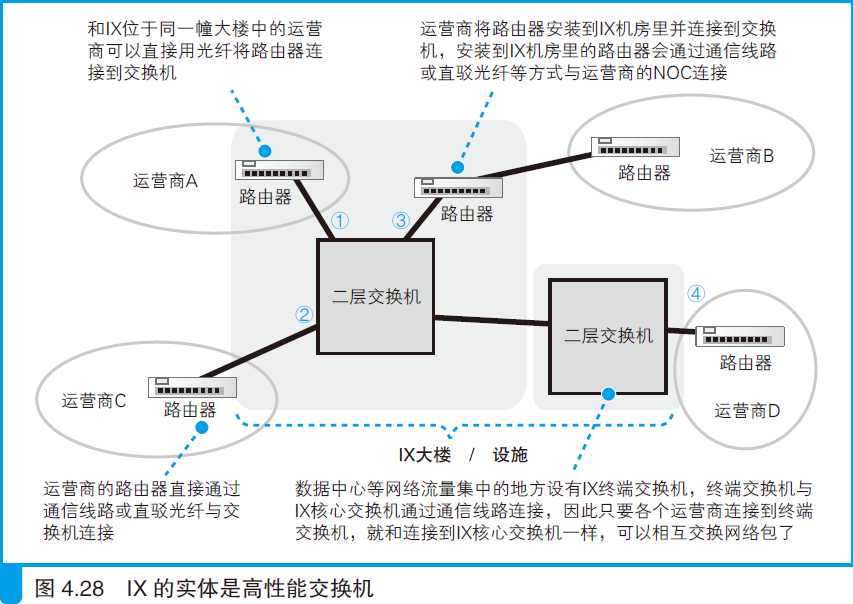 和IX位于同一幢大楼中的运营
商可以直接用光纤将路由器连
接到交换机
运营商将路由器安装到IX机房里并连接到交换
机，安装到IX机房里的路由器会通过通信线路
或直驳光纤等方式与运营商的NOC连接
运营商A
路由器
路由器
路由器
运营商B
①
③
二层交换机
②
二层交换机
④
路由器
运营商D
运营商C
路由器
IX大楼 / 设施
运营商的路由器直接通过
通信线路或直驳光纤与交
换机连接
数据中心等网络流量集中的地方设有IX终端交换机，终端交换机与
IX核心交换机通过通信线路连接，因此只要各个运营商连接到终端
交换机，就和连接到IX核心交换机一样，可以相互交换网络包了
图 4.28 IX 的实体是高性能交换机